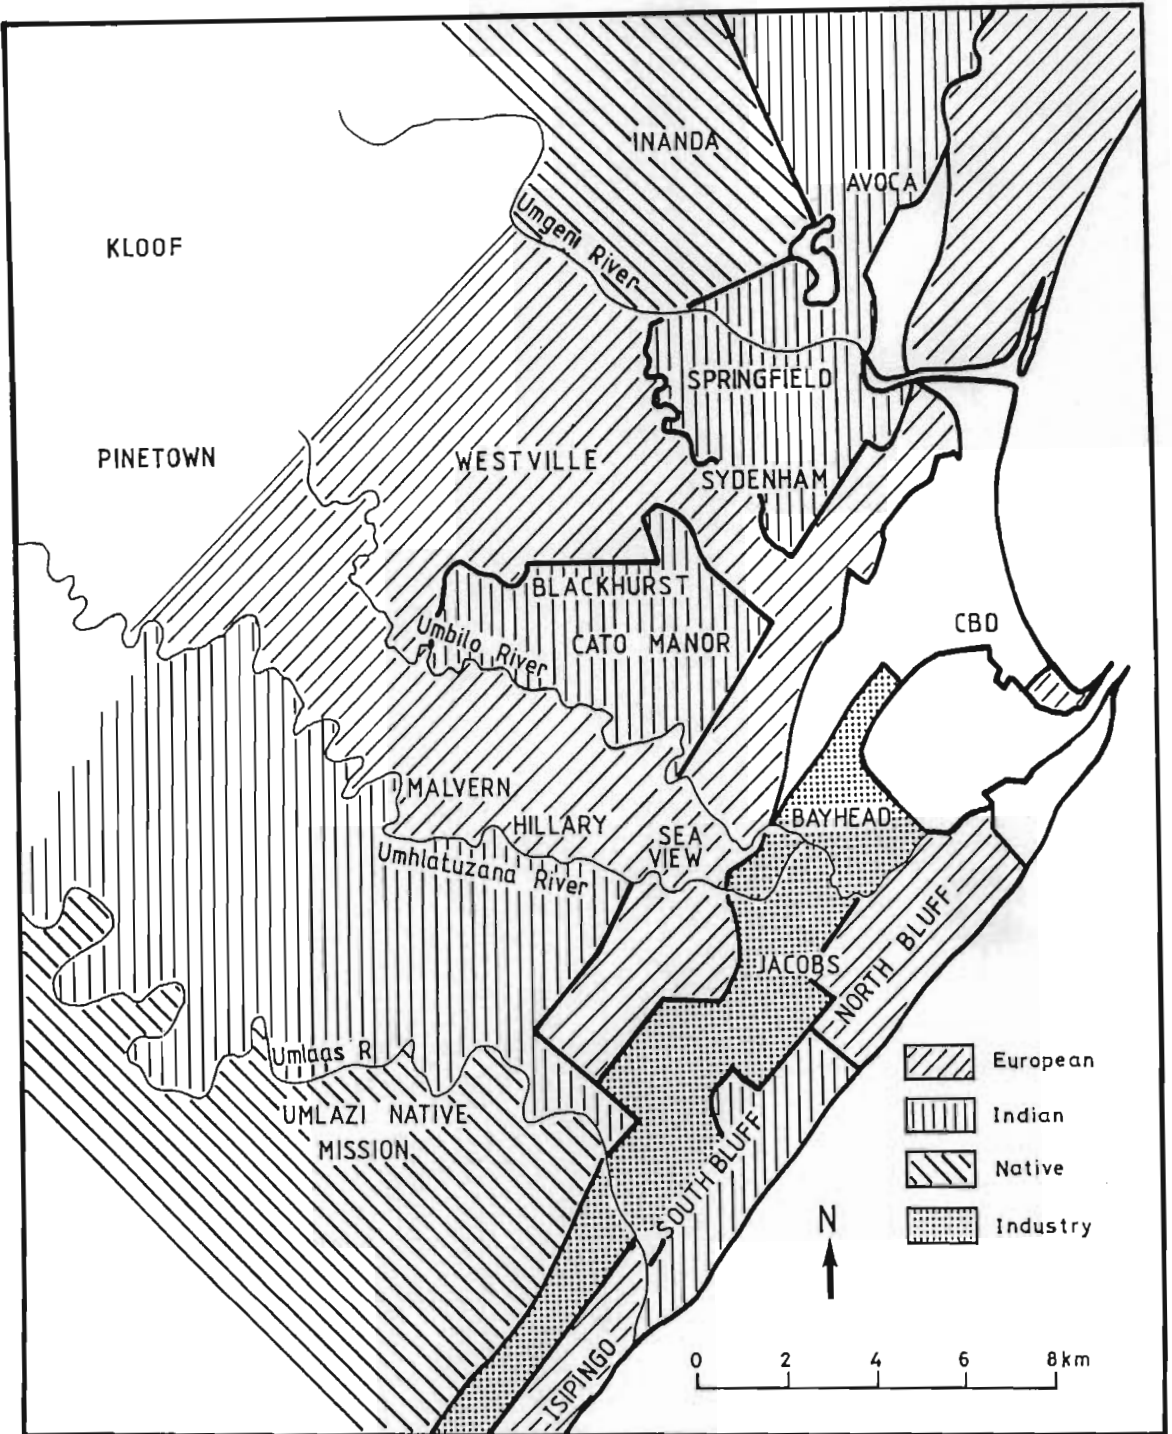 INANDA
AVOCA
KLOOF
Umgeni River
SPRINGFIELD
PINETOWN
WESTVILLE
SYDENHAM
BLACKHURST
CATO MANOR
CBD
Umbilo River
MALVERN
HILLARY
SEA
VIEW
BAYHEAD
Umhlatuzana River
JACOBS
NORTH BLUFF
Umlaas R
UMLAZI NATIVE
MISSION
SOUTH BLUFF
ISIPINGO
European
Indian
Native
Industry
N
0 2 4 6 8km